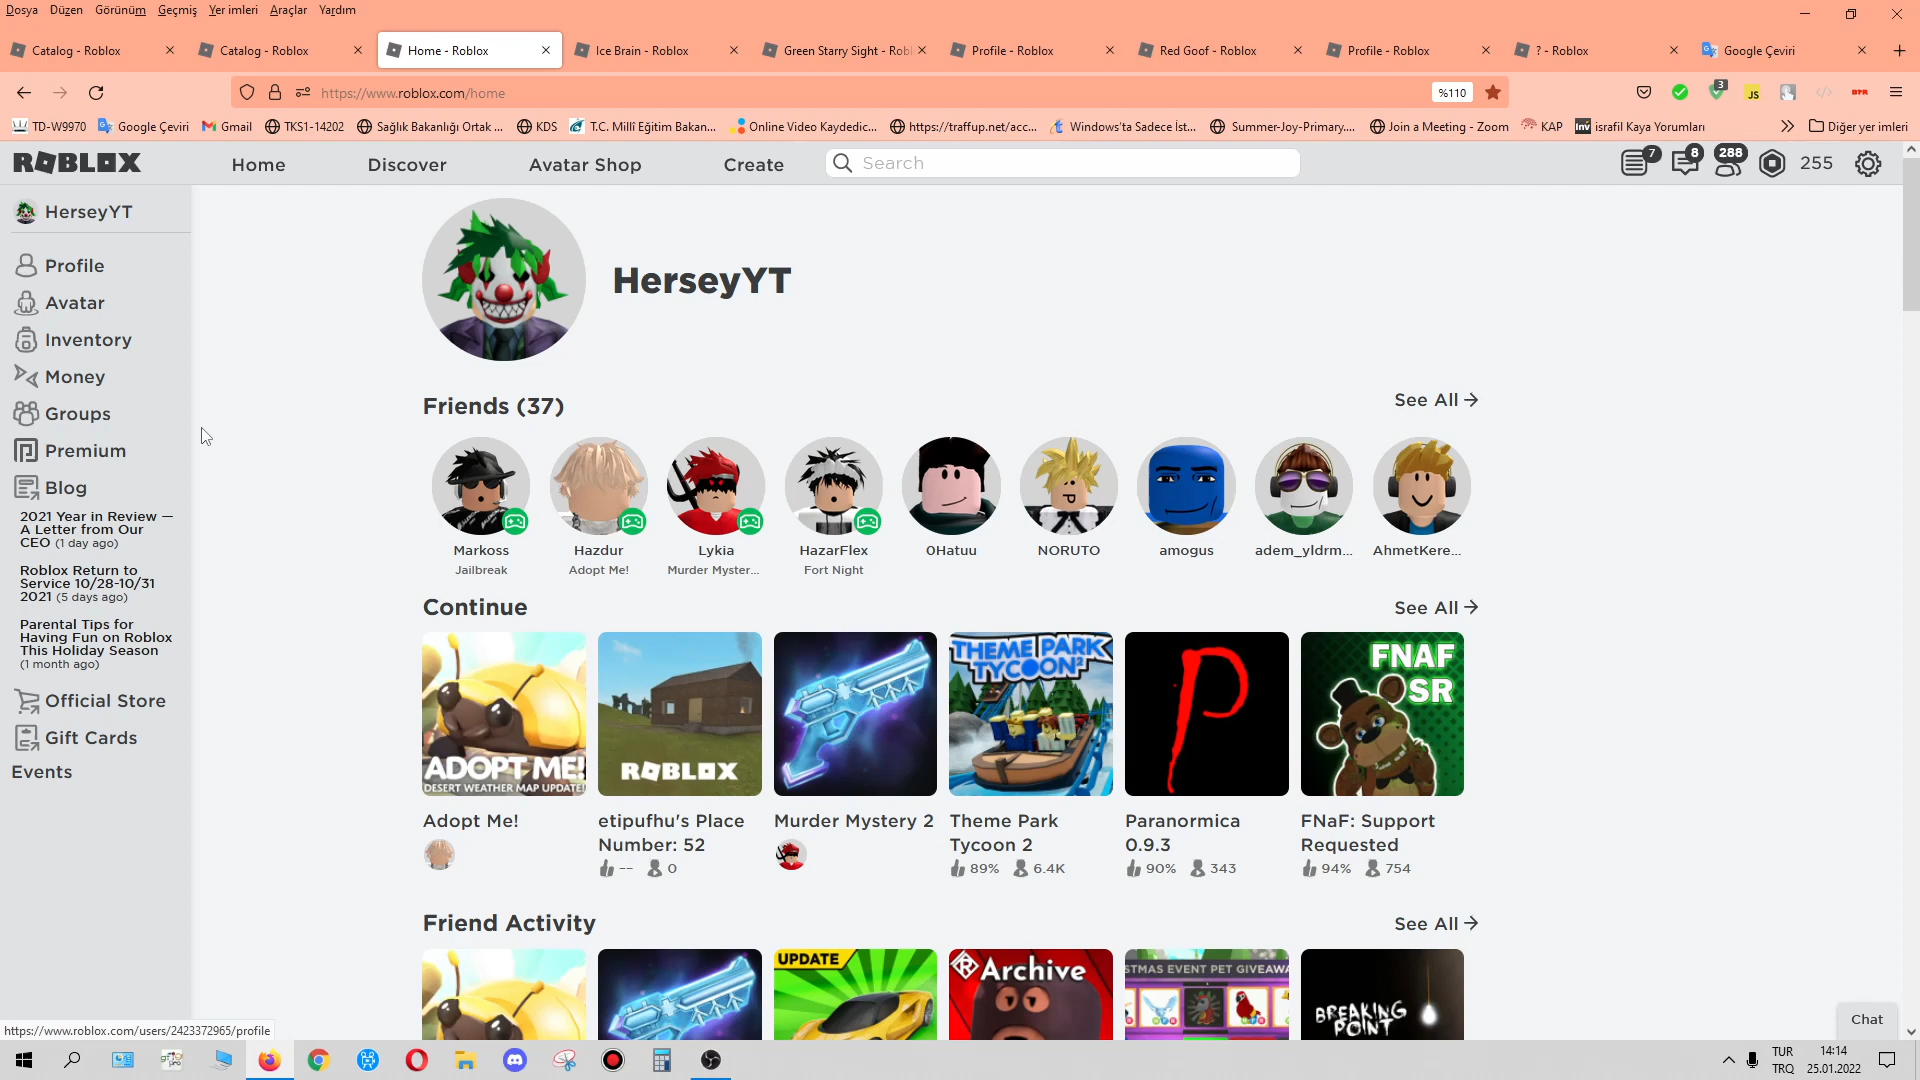 Dosya Düzen Görünüm Geçmiş Yer imleri Araçlar Yardım
Catalog - Roblox
Catalog - Roblox
Home - Roblox
Ice Brain - Roblox
Green Starry Sight - Robl
Profile - Roblox
Red Goof - Roblox
Profile - Roblox
? - Roblox
Google Çeviri
https://www.roblox.com/home
%110
3
JS
TD-W9970
Google Çeviri
Gmail
TKS1-14202
Sağlık Bakanlığı Ortak ...
KDS
T.C. Millî Eğitim Bakan...
Online Video Kaydedic...
https://traffup.net/acc...
Windows'ta Sadece İst...
Summer-Joy-Primary....
Join a Meeting - Zoom
KAP
Inv
israfil Kaya Yorumları
Diğer yer imleri
ROBLOX
Home
Discover
Avatar Shop
Create
Search
7
8
288
255
HerseyYT
Profile
Avatar
Inventory
Money
Groups
Premium
Blog
2021 Year in Review —
A Letter from Our
CEO (1 day ago)
Roblox Return to
Service 10/28-10/31
2021 (5 days ago)
Parental Tips for
Having Fun on Roblox
This Holiday Season
(1 month ago)
Official Store
Gift Cards
Events
HerseyYT
Friends (37)
See All
Markoss
Jailbreak
Hazdur
Adopt Me!
Lykia
Murder Myster...
HazarFlex
Fort Night
0Hatuu
NORUTO
amogus
adem_yldrm...
AhmetKere...
Continue
See All
ADOPT ME!
DESERT WEATHER MAP UPDATE!
ROBLOX
THEME PARK
TYCOON 2
P
FNAF
SR
Adopt Me!
etipufhu's Place
Number: 52
-- 0
Murder Mystery 2
Theme Park
Tycoon 2
89% 6.4K
Paranormica
0.9.3
90% 343
FNaF: Support
Requested
94% 754
Friend Activity
See All
UPDATE
Archive
STMAS EVENT PET GIVEAWA
BREAKING
POINT
Chat
https://www.roblox.com/users/2423372965/profile
TUR
TRQ
14:14
25.01.2022